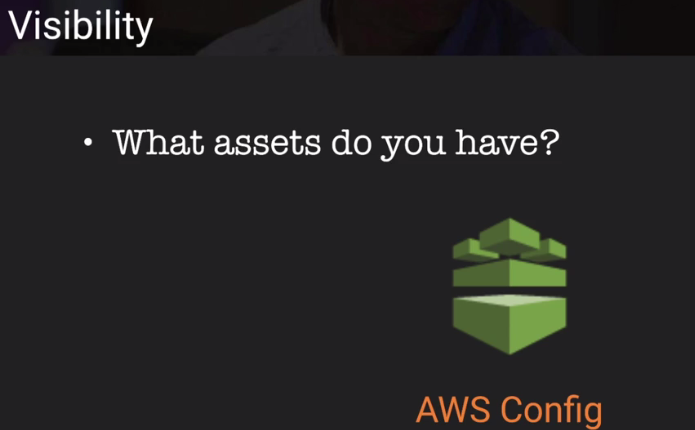 Visibility
• What assets do you have?
AWS Config